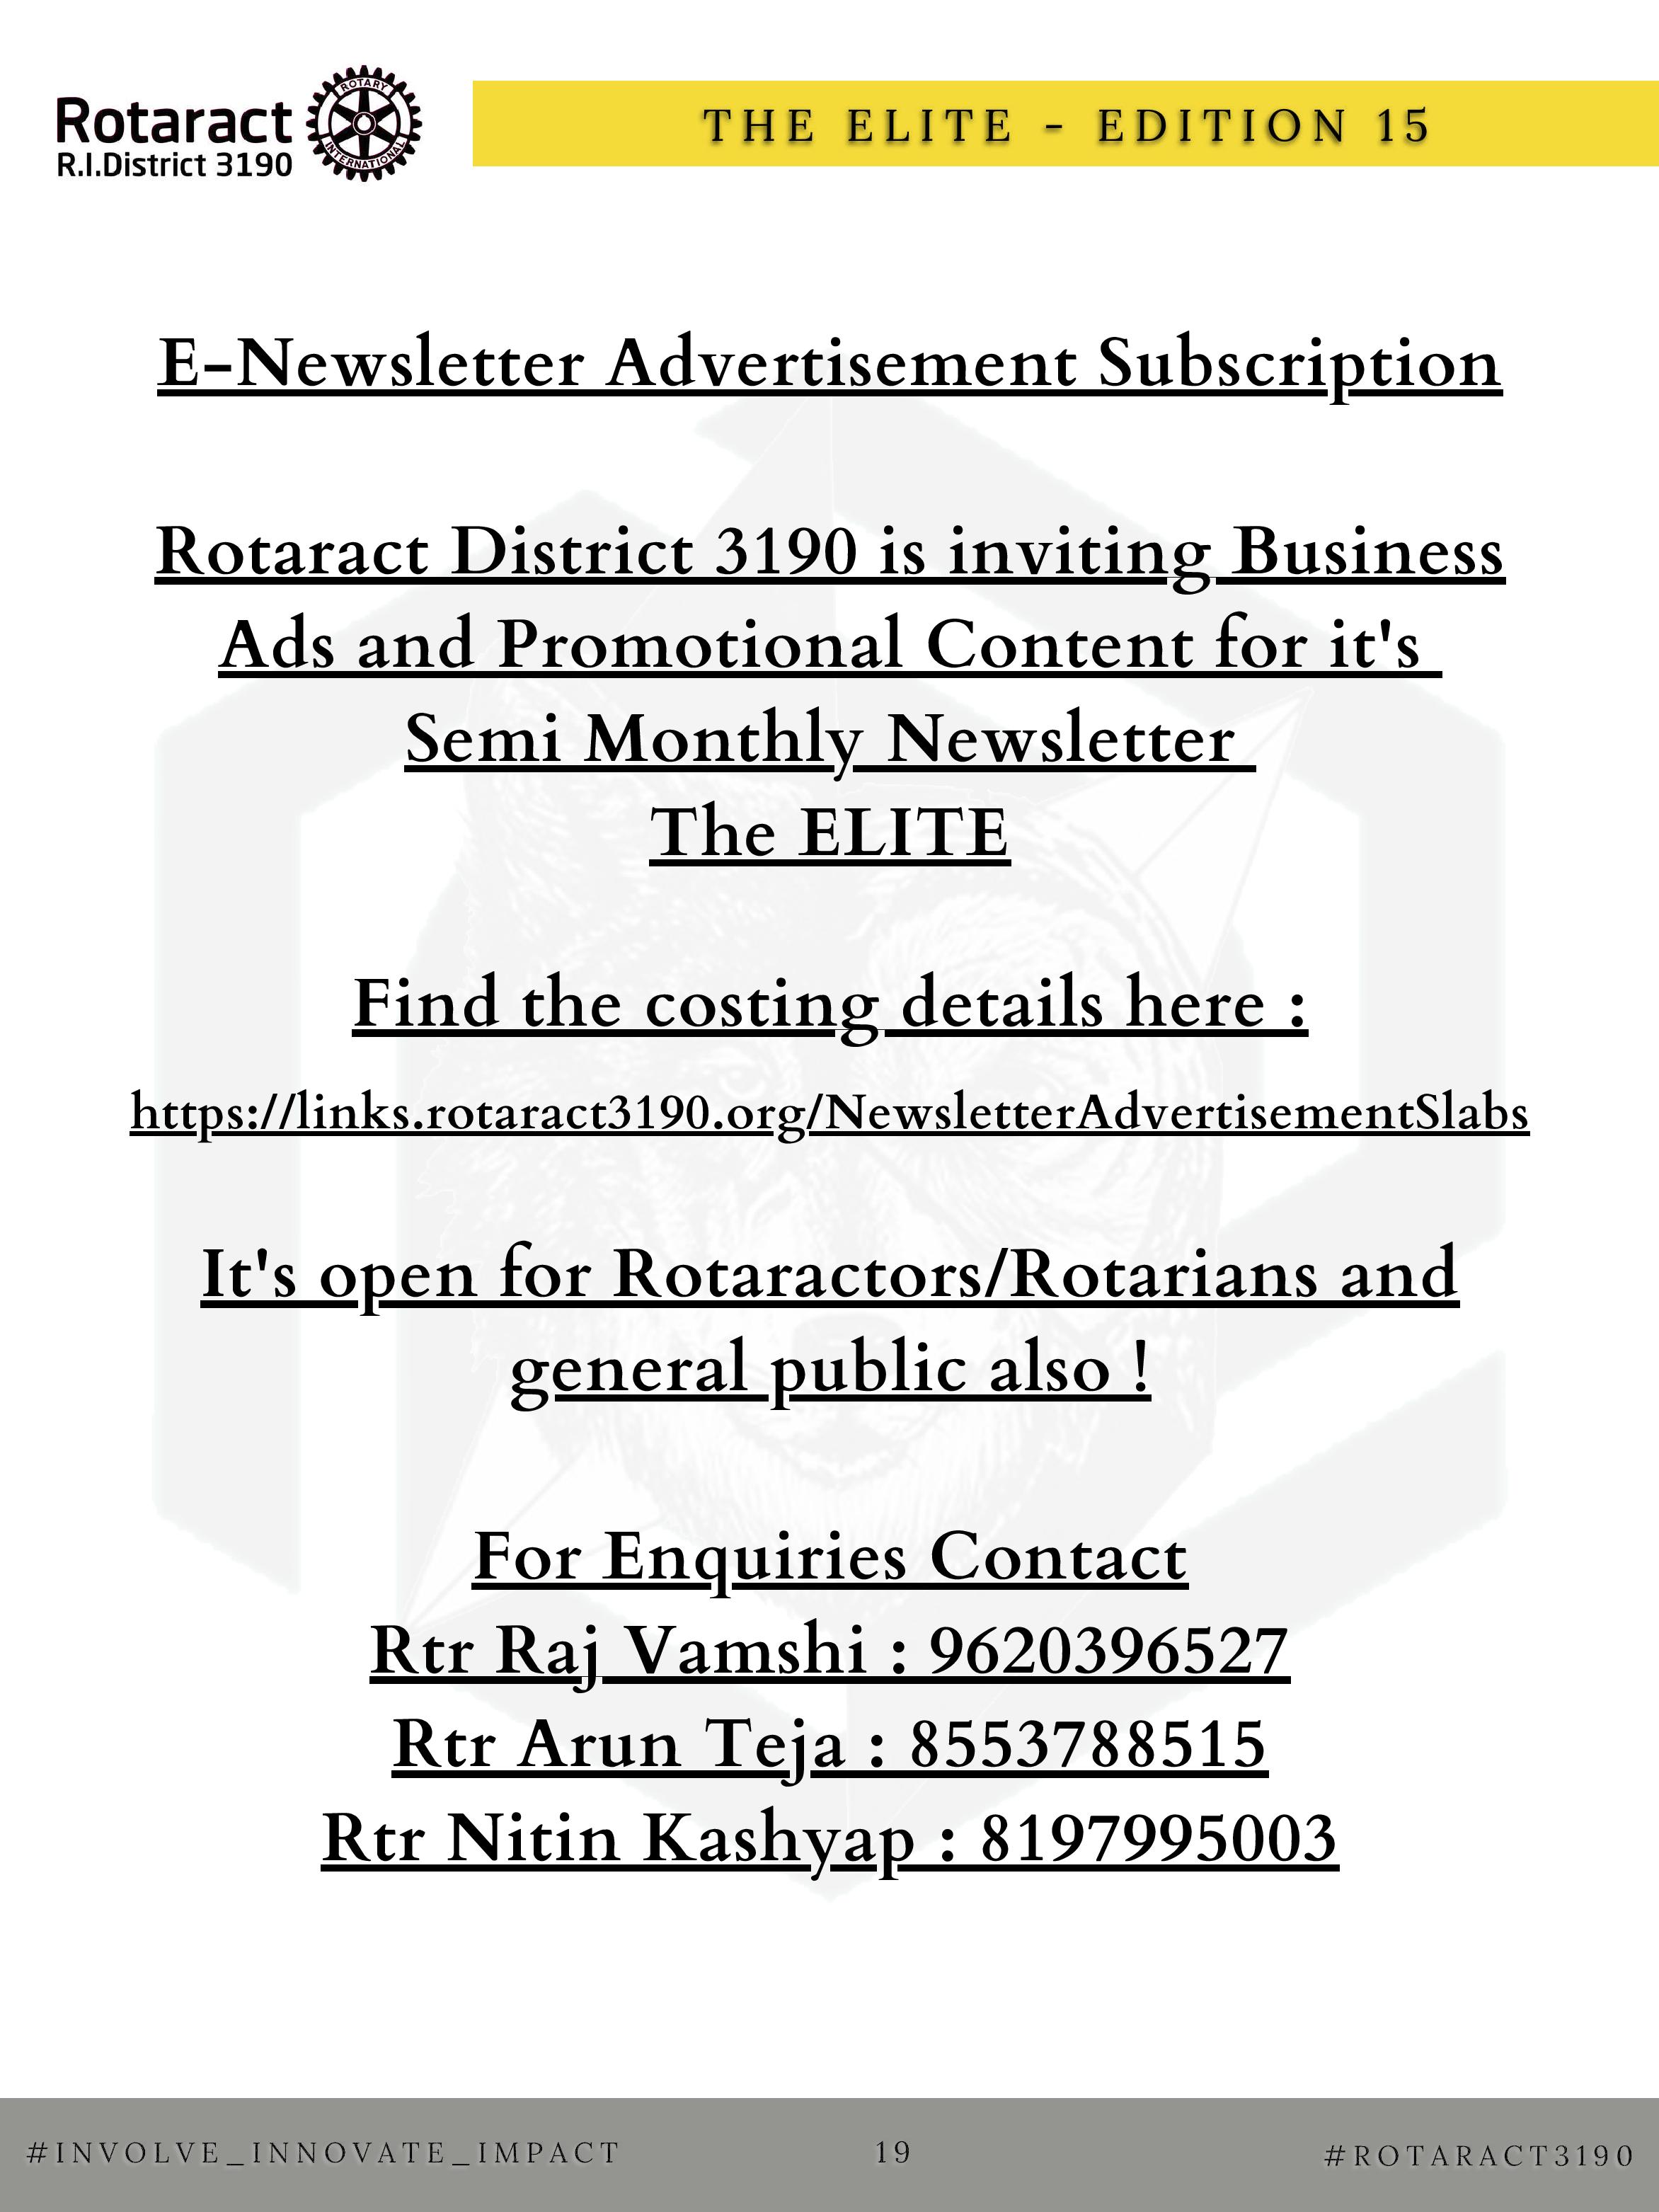 Rotaract
R.I.District 3190
ROTARY
INTERNATIONAL
THE ELITE - EDITION 15
E-Newsletter Advertisement Subscription
Rotaract District 3190 is inviting Business
Ads and Promotional Content for it's
Semi Monthly Newsletter
The ELITE
Find the costing details here :
https://links.rotaract3190.org/NewsletterAdvertisementSlabs
It's open for Rotaractors/Rotarians and
general public also !
For Enquiries Contact
Rtr Raj Vamshi : 9620396527
Rtr Arun Teja : 8553788515
Rtr Nitin Kashyap : 8197995003
#INVOLVE_INNOVATE_IMPACT
19
#ROTARACT3190